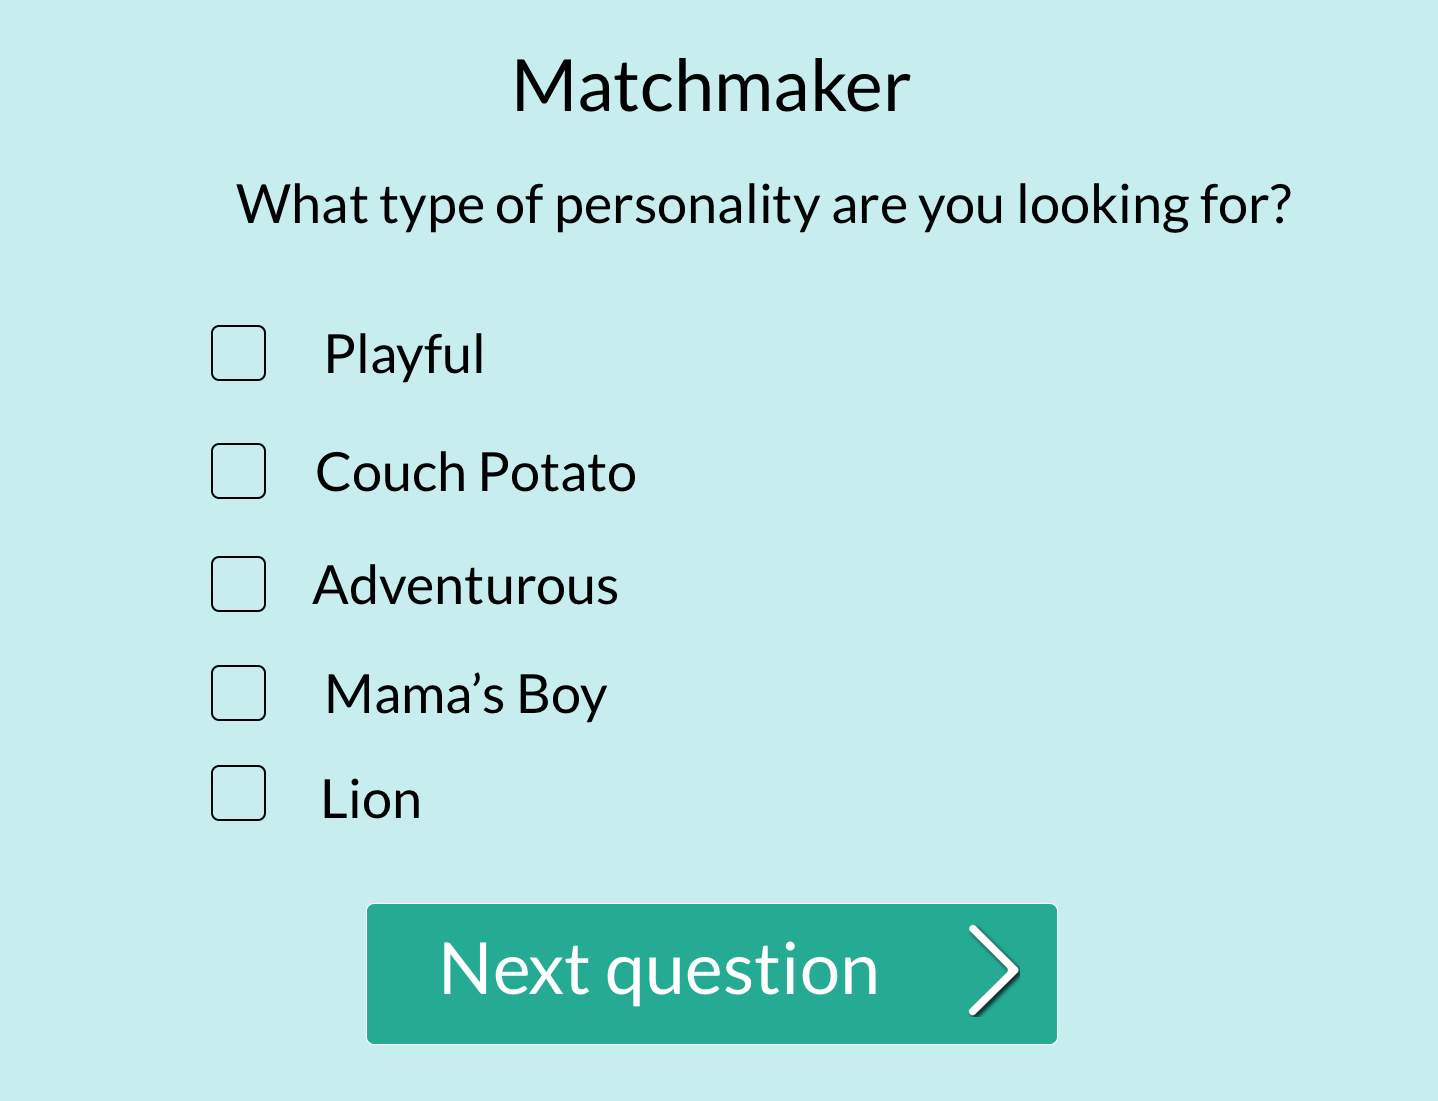 Matchmaker
What type of personality are you looking for?
Playful
Couch Potato
Adventurous
Mama’s Boy
Lion
Next question